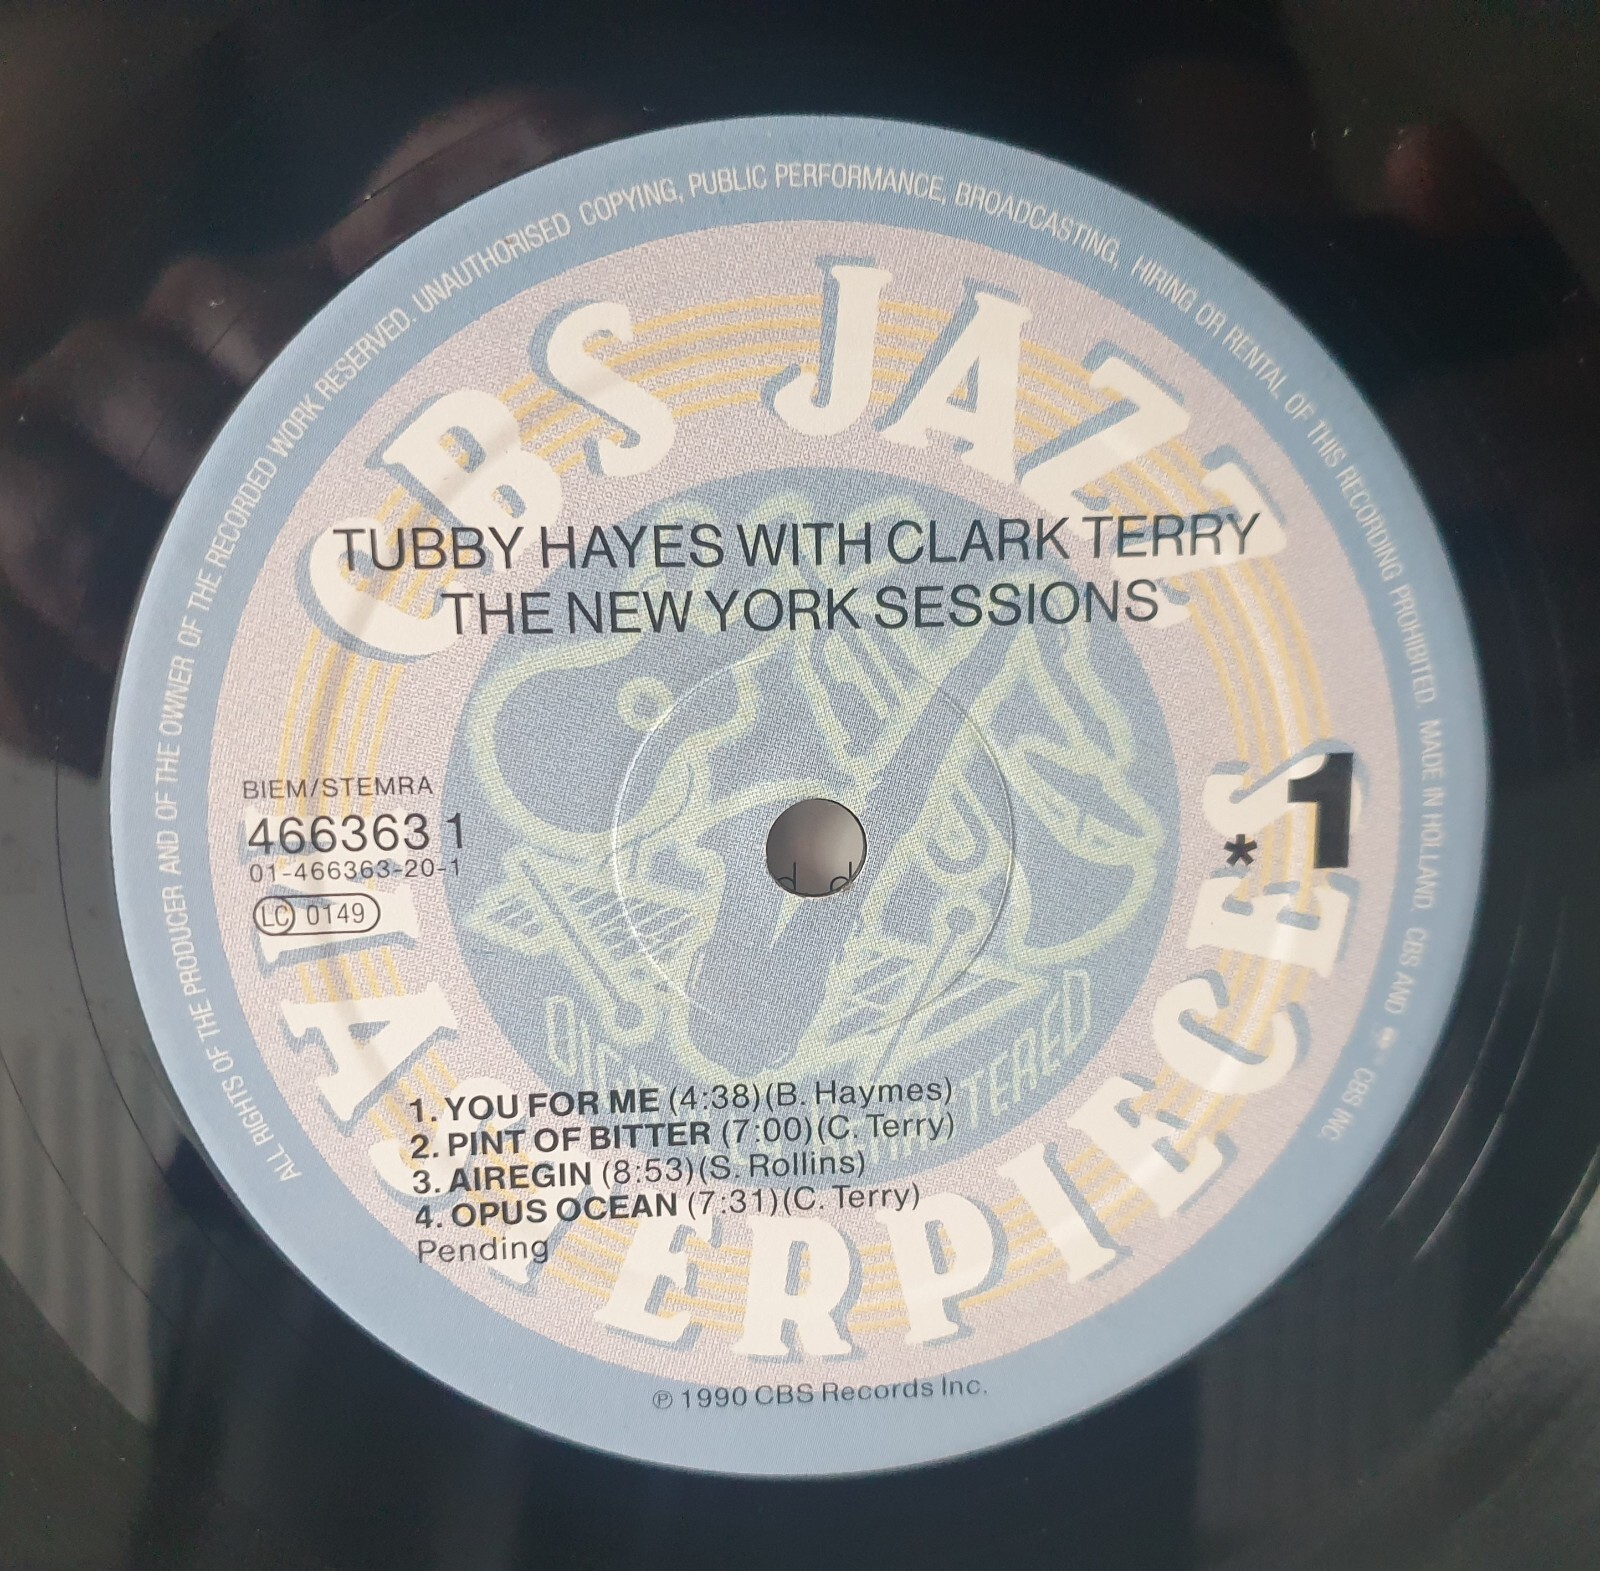 ALL RIGHTS OF THE PRODUCER AND OF THE OWNER OF THE RECORDED WORK RESERVED. UNAUTHORISED COPYING, PUBLIC PERFORMANCE, BROADCASTING, HIRING OR RENTAL OF THIS RECORDING PROHIBITED. MADE IN HOLLAND. CBS AND CBS INC.
CBS JAZZ
TUBBY HAYES WITH CLARK TERRY
THE NEW YORK SESSIONS
BIEM/STEMRA
466363 1
01-466363-20-1
LC 0149
* 1
MASTERPIECES
1. YOU FOR ME (4:38)(B. Haymes)
2. PINT OF BITTER (7:00)(C. Terry)
3. AIREGIN (8:53)(S. Rollins)
4. OPUS OCEAN (7:31)(C. Terry)
Pending
℗ 1990 CBS Records Inc.